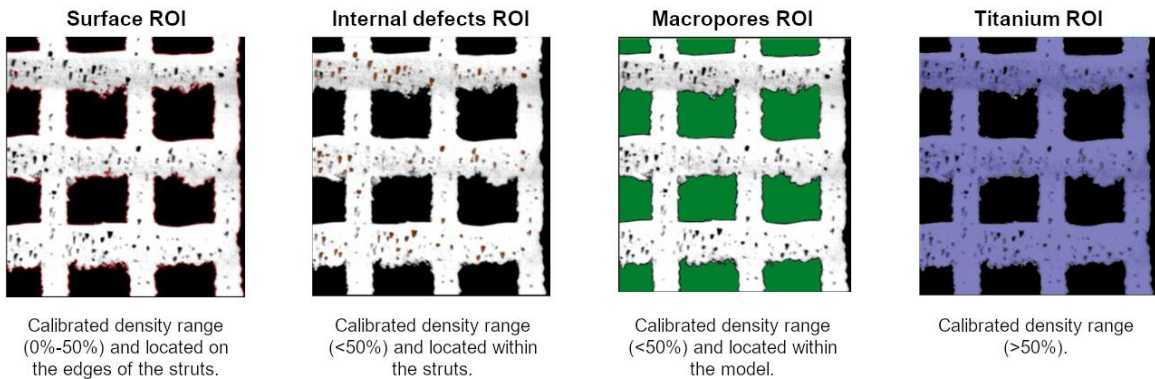 Surface ROI
Internal defects ROI
Macropores ROI
Titanium ROI
Calibrated density range
(0%-50%) and located on
the edges of the struts.
Calibrated density range
(<50%) and located within
the struts.
Calibrated density range
(<50%) and located within
the model.
Calibrated density range
(>50%).